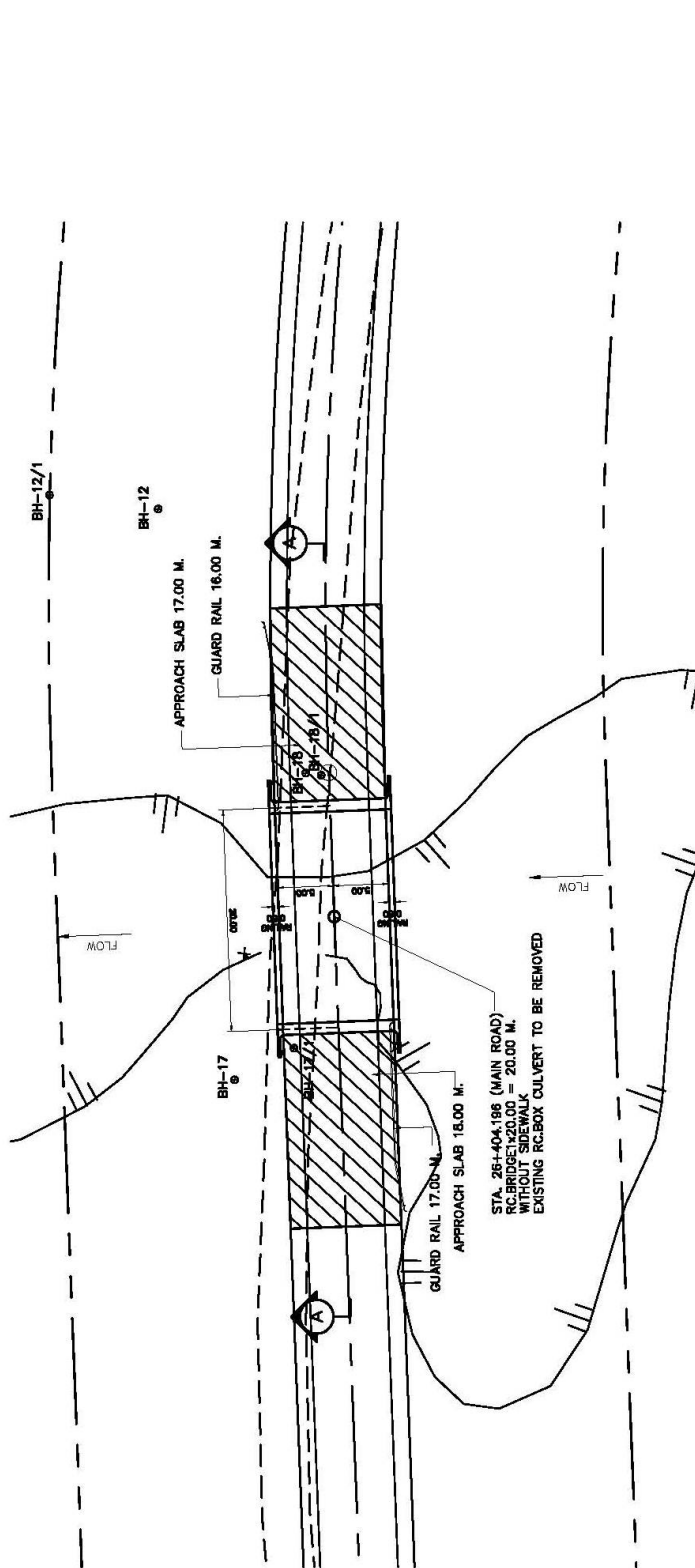 BH-12/1
BH-12
APPROACH SLAB 17.00 M.
GUARD RAIL 16.00 M.
A
BH-18
BH-18/1
20.00
5.00
5.00
FLOW
FLOW
BH-17
BH-17/1
STA. 26+404.196 (MAIN ROAD)
RC.BRIDGE1x20.00 = 20.00 M.
WITHOUT SIDEWALK
EXISTING RC.BOX CULVERT TO BE REMOVED
GUARD RAIL 17.00 M.
APPROACH SLAB 18.00 M.
A